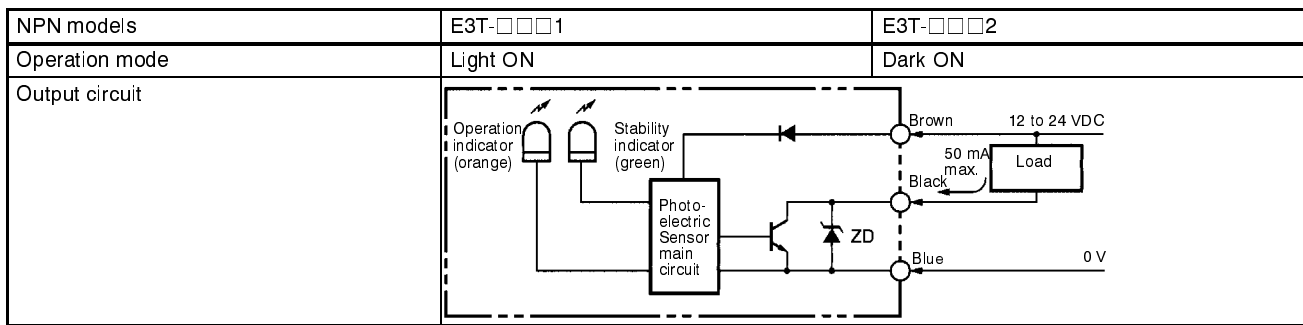 NPN models
E3T-□□□1
E3T-□□□2
Operation mode
Light ON
Dark ON
Output circuit
Operation
indicator
(orange)
Stability
indicator
(green)
Brown
12 to 24 VDC
50 mA
max.
Load
Black
Photo-
electric
Sensor
main
circuit
ZD
Blue
0 V